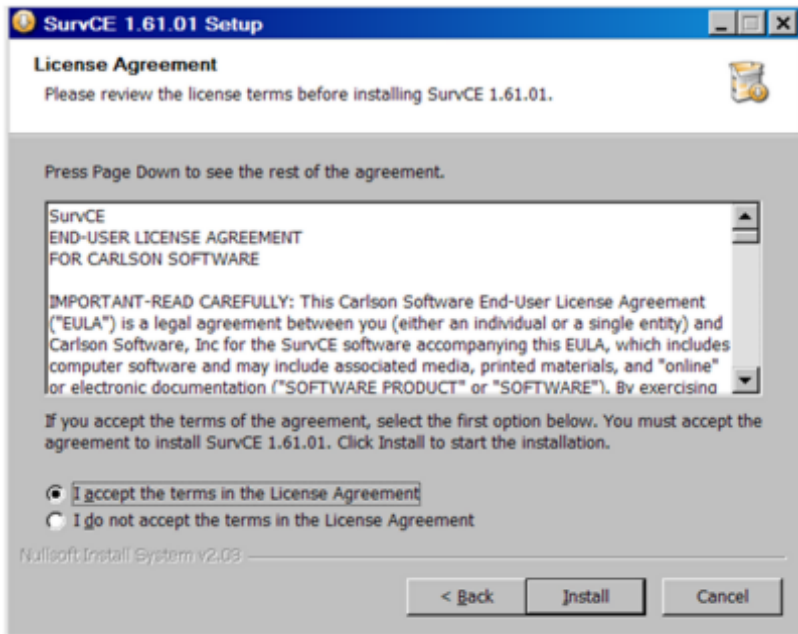 SurvCE 1.61.01 Setup
License Agreement
Please review the license terms before installing SurvCE 1.61.01.
Press Page Down to see the rest of the agreement.
SurvCE
END-USER LICENSE AGREEMENT
FOR CARLSON SOFTWARE
IMPORTANT-READ CAREFULLY: This Carlson Software End-User License Agreement
("EULA") is a legal agreement between you (either an individual or a single entity) and
Carlson Software, Inc for the SurvCE software accompanying this EULA, which includes
computer software and may include associated media, printed materials, and "online"
or electronic documentation ("SOFTWARE PRODUCT" or "SOFTWARE"). By exercising
If you accept the terms of the agreement, select the first option below. You must accept the
agreement to install SurvCE 1.61.01. Click Install to start the installation.
I accept the terms in the License Agreement
I do not accept the terms in the License Agreement
Nullsoft Install System v2.03
< Back
Install
Cancel